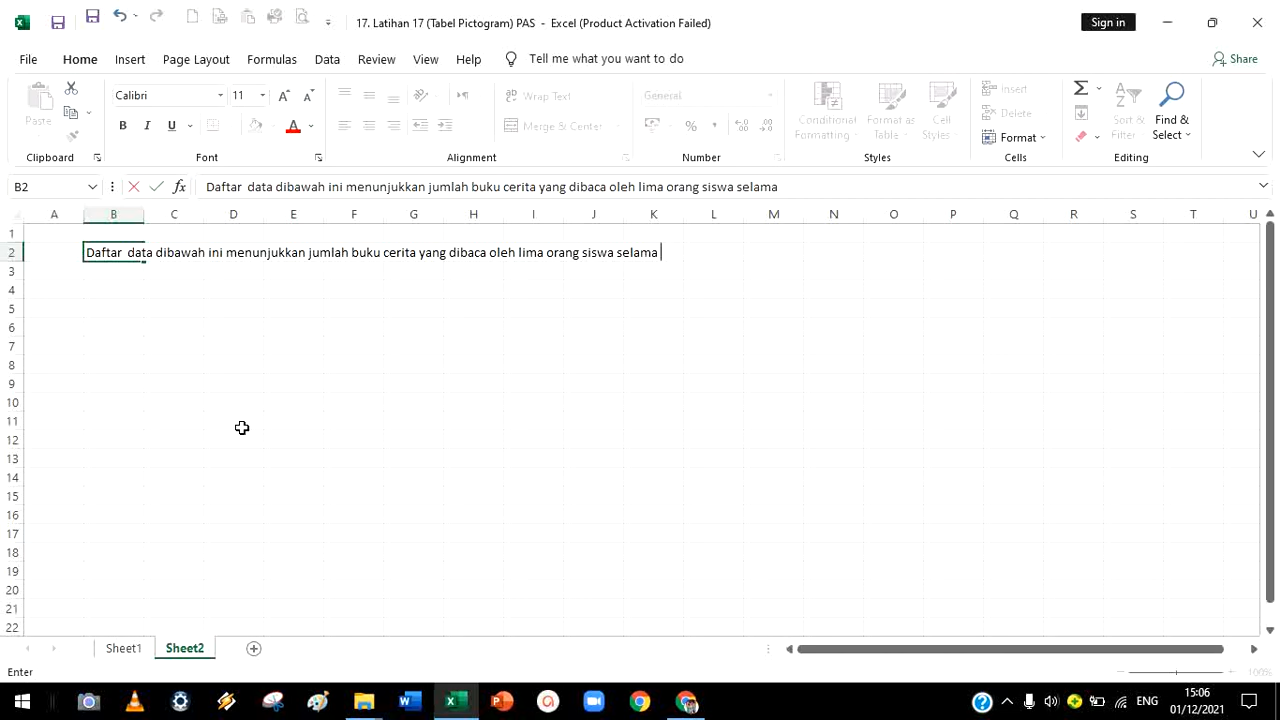 17. Latihan 17 (Tabel Pictogram) PAS - Excel (Product Activation Failed)
Sign in
File Home Insert Page Layout Formulas Data Review View Help Tell me what you want to do Share
Paste
Calibri 11
B I U A
Wrap Text
Merge & Center
General
%
Conditional Formatting
Format as Table
Cell Styles
Insert
Delete
Format
Sort & Filter
Find & Select
Clipboard Font Alignment Number Styles Cells Editing
B2 fx Daftar data dibawah ini menunjukkan jumlah buku cerita yang dibaca oleh lima orang siswa selama
A B C D E F G H I J K L M N O P Q R S T U
1
2 Daftar data dibawah ini menunjukkan jumlah buku cerita yang dibaca oleh lima orang siswa selama
3
4
5
6
7
8
9
10
11
12
13
14
15
16
17
18
19
20
21
22
Sheet1 Sheet2
Enter 100%
ENG
15:06
01/12/2021